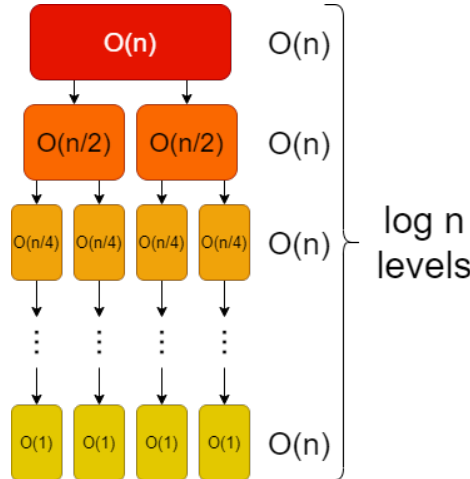 O(n) O(n)
O(n/2) O(n/2) O(n)
O(n/4) O(n/4) O(n/4) O(n/4) O(n)
log n
levels
⋮ ⋮ ⋮ ⋮
O(1) O(1) O(1) O(1) O(n)